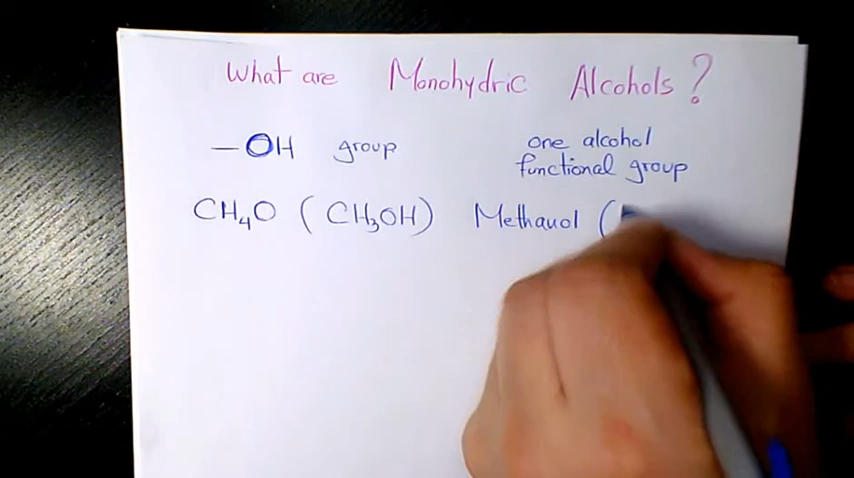 What are Monohydric Alcohols?
—OH group one alcohol
functional group
CH₄O (CH₃OH) Methanol (